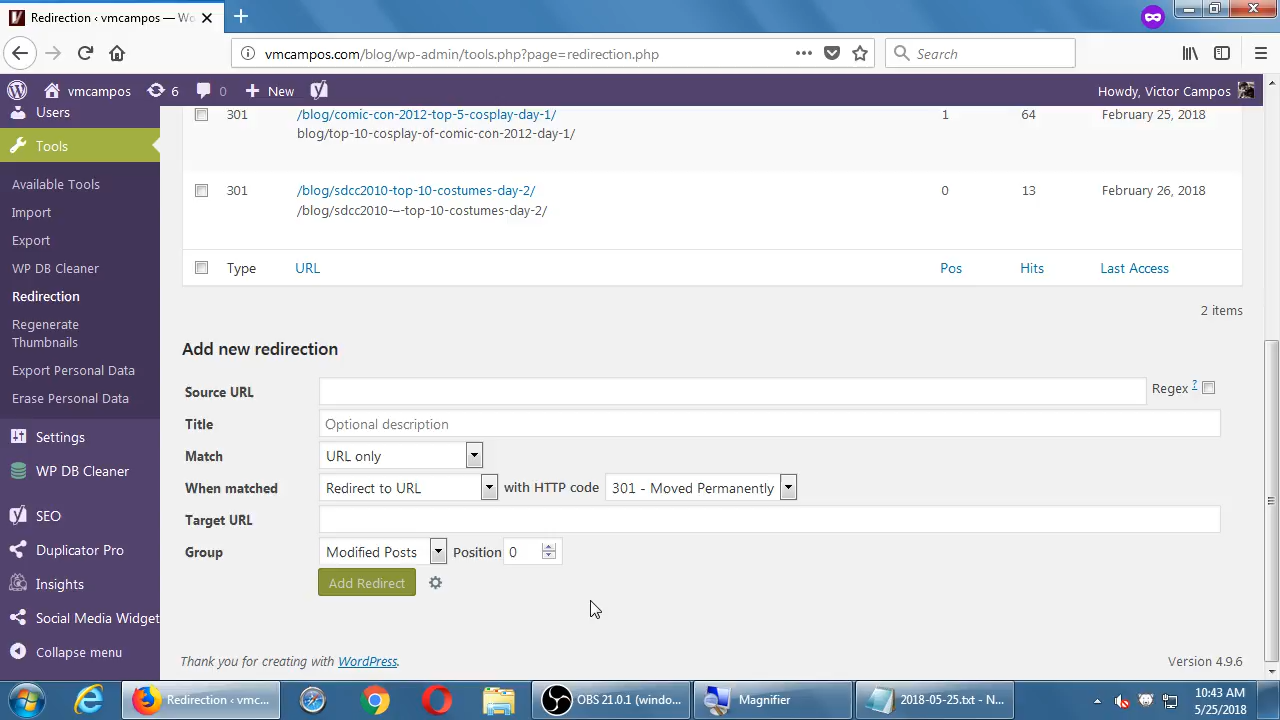 Redirection ‹ vmcampos — Wo
vmcampos.com/blog/wp-admin/tools.php?page=redirection.php
Search
vmcampos
6
0
New
Howdy, Victor Campos
Users
Tools
Available Tools
Import
Export
WP DB Cleaner
Redirection
Regenerate
Thumbnails
Export Personal Data
Erase Personal Data
Settings
WP DB Cleaner
SEO
Duplicator Pro
Insights
Social Media Widget
Collapse menu
301 /blog/comic-con-2012-top-5-cosplay-day-1/ 1 64 February 25, 2018
blog/top-10-cosplay-of-comic-con-2012-day-1/
301 /blog/sdcc2010-top-10-costumes-day-2/ 0 13 February 26, 2018
/blog/sdcc2010-–-top-10-costumes-day-2/
Type URL Pos Hits Last Access
2 items
Add new redirection
Source URL Regex ?
Title Optional description
Match URL only
When matched Redirect to URL with HTTP code 301 - Moved Permanently
Target URL
Group Modified Posts Position 0
Add Redirect
Thank you for creating with WordPress.
Version 4.9.6
Redirection ‹ vmc...
OBS 21.0.1 (windo...
Magnifier
2018-05-25.txt - N...
10:43 AM
5/25/2018